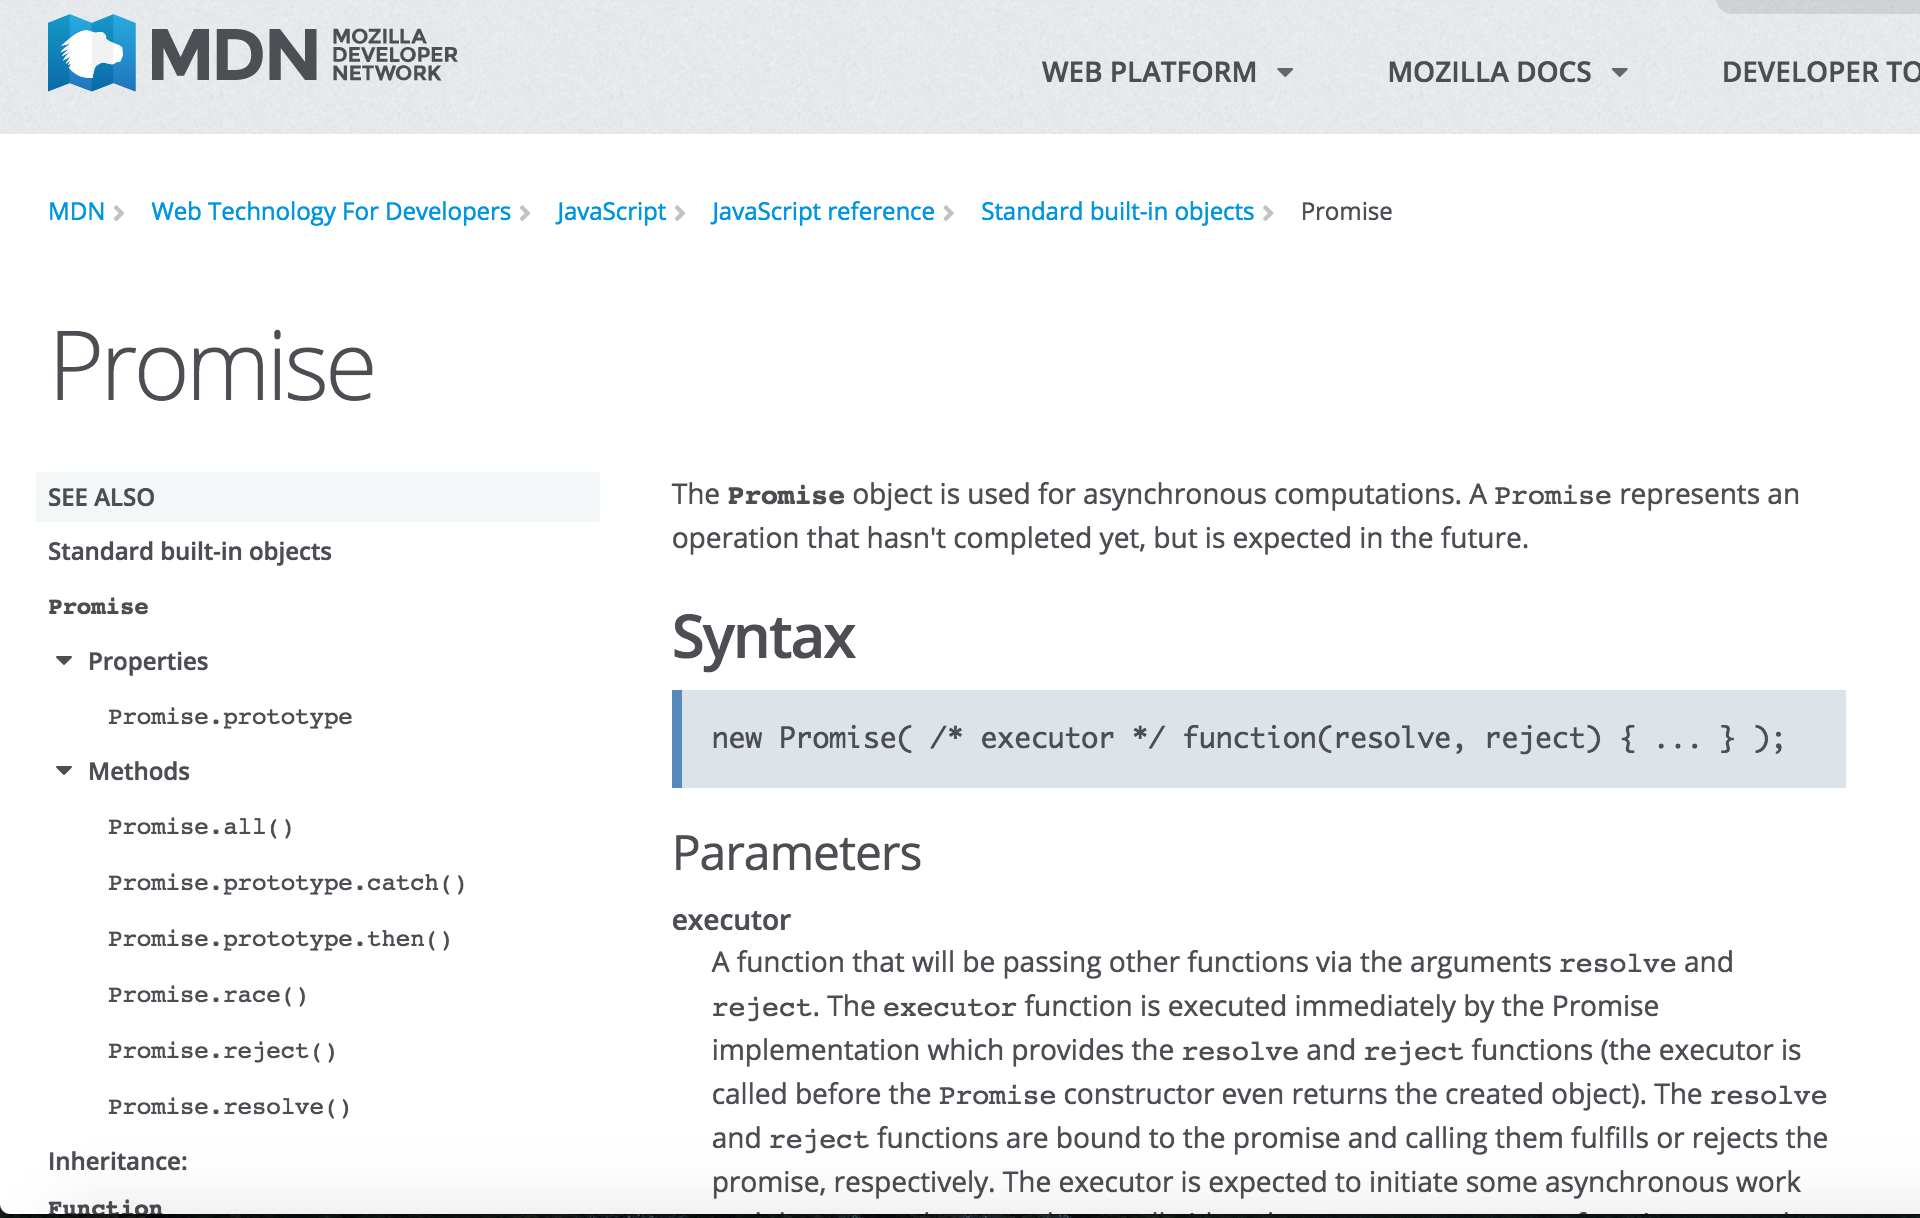 MDN MOZILLA
DEVELOPER
NETWORK
WEB PLATFORM MOZILLA DOCS DEVELOPER TO
MDN Web Technology For Developers JavaScript JavaScript reference Standard built-in objects Promise
Promise
SEE ALSO
Standard built-in objects
Promise
Properties
Promise.prototype
Methods
Promise.all()
Promise.prototype.catch()
Promise.prototype.then()
Promise.race()
Promise.reject()
Promise.resolve()
Inheritance:
Function
The Promise object is used for asynchronous computations. A Promise represents an
operation that hasn't completed yet, but is expected in the future.
Syntax
new Promise( /* executor */ function(resolve, reject) { ... } );
Parameters
executor
A function that will be passing other functions via the arguments resolve and
reject. The executor function is executed immediately by the Promise
implementation which provides the resolve and reject functions (the executor is
called before the Promise constructor even returns the created object). The resolve
and reject functions are bound to the promise and calling them fulfills or rejects the
promise, respectively. The executor is expected to initiate some asynchronous work